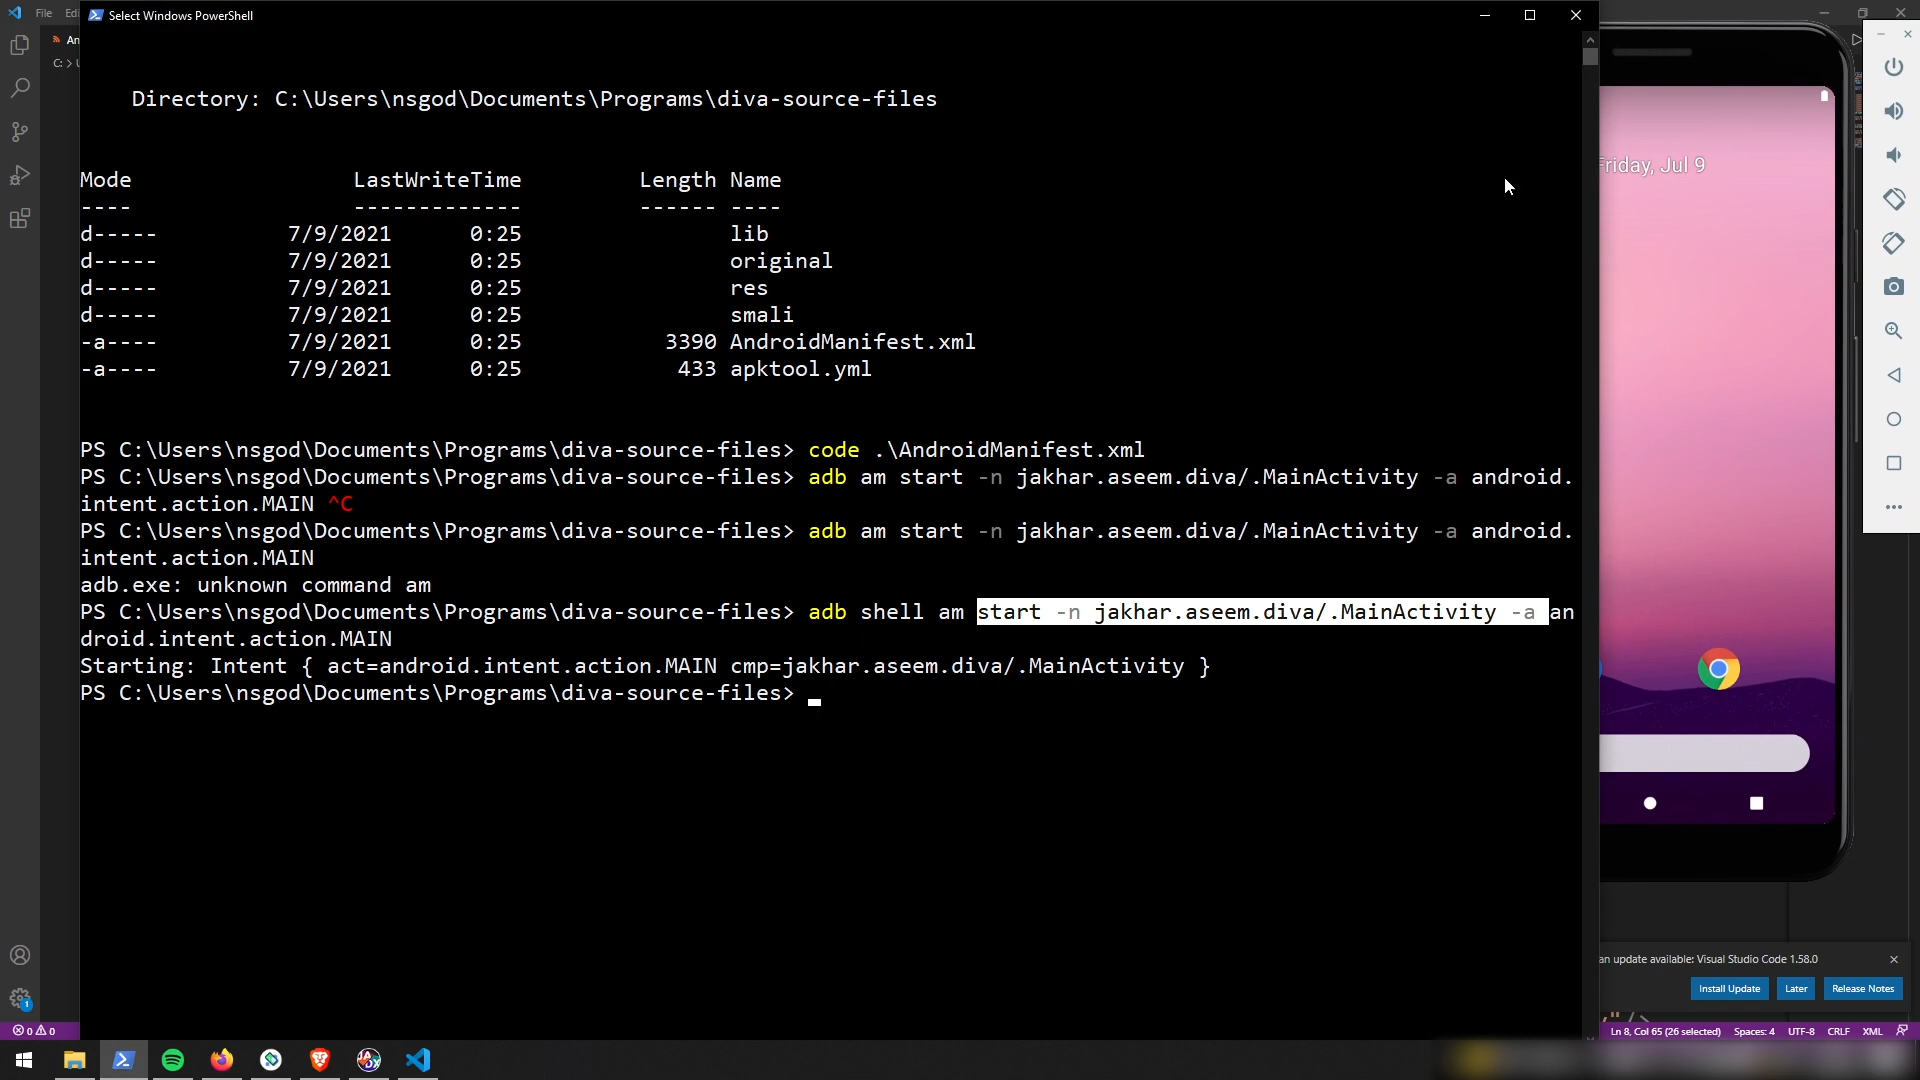 File Edi
Select Windows PowerShell
An
C: > U
Directory: C:\Users\nsgod\Documents\Programs\diva-source-files
Mode LastWriteTime Length Name
---- ------------- ------ ----
d----- 7/9/2021 0:25 lib
d----- 7/9/2021 0:25 original
d----- 7/9/2021 0:25 res
d----- 7/9/2021 0:25 smali
-a---- 7/9/2021 0:25 3390 AndroidManifest.xml
-a---- 7/9/2021 0:25 433 apktool.yml
PS C:\Users\nsgod\Documents\Programs\diva-source-files> code .\AndroidManifest.xml
PS C:\Users\nsgod\Documents\Programs\diva-source-files> adb am start -n jakhar.aseem.diva/.MainActivity -a android.
intent.action.MAIN ^C
PS C:\Users\nsgod\Documents\Programs\diva-source-files> adb am start -n jakhar.aseem.diva/.MainActivity -a android.
intent.action.MAIN
adb.exe: unknown command am
PS C:\Users\nsgod\Documents\Programs\diva-source-files> adb shell am start -n jakhar.aseem.diva/.MainActivity -a an
droid.intent.action.MAIN
Starting: Intent { act=android.intent.action.MAIN cmp=jakhar.aseem.diva/.MainActivity }
PS C:\Users\nsgod\Documents\Programs\diva-source-files>
Friday, Jul 9
an update available: Visual Studio Code 1.58.0
Install Update Later Release Notes
"/>
1
0 0
Ln 8, Col 65 (26 selected) Spaces: 4 UTF-8 CRLF XML
JADX